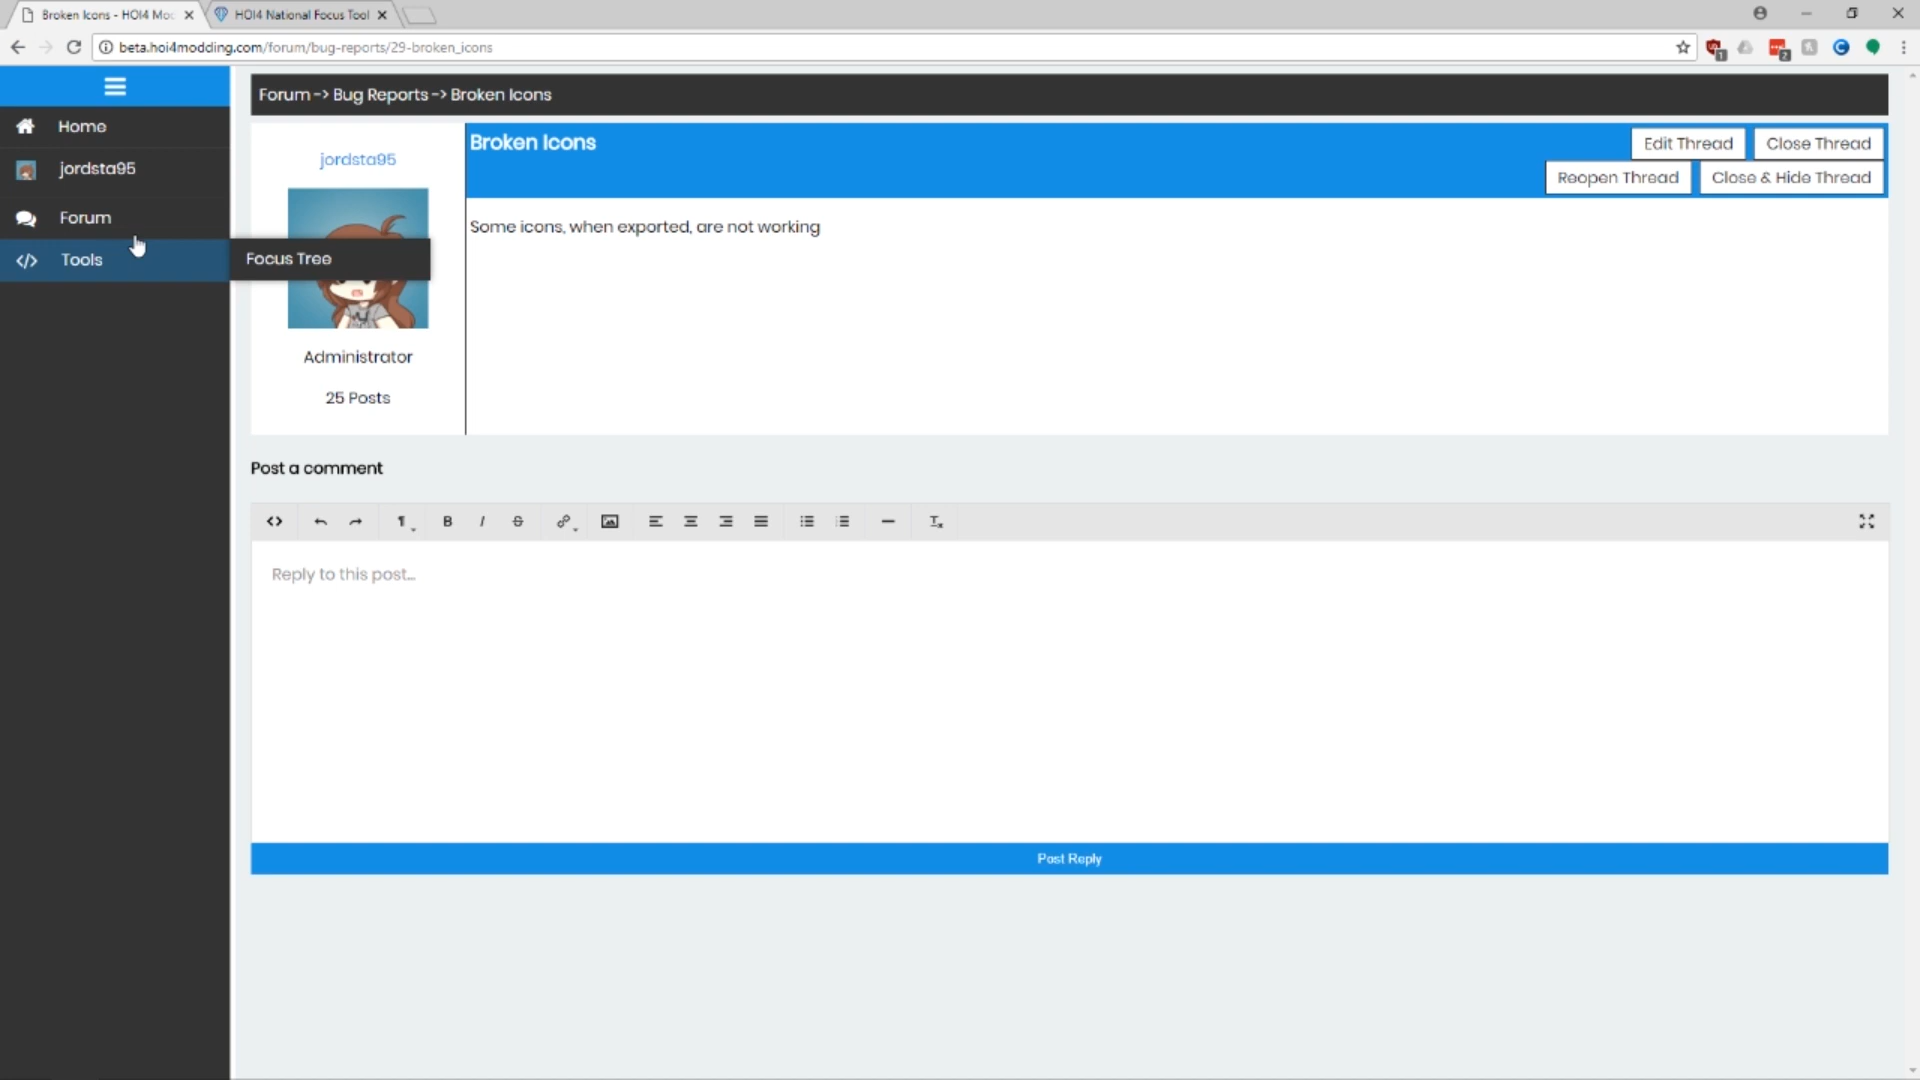 Broken Icons - HOI4 Mo
HOI4 National Focus Tool
beta.hoi4modding.com/forum/bug-reports/29-broken_icons
1
2
Home
jordsta95
Forum
Tools
Focus Tree
Forum -> Bug Reports -> Broken Icons
jordsta95
Administrator
25 Posts
Broken Icons
Edit Thread
Close Thread
Reopen Thread
Close & Hide Thread
Some icons, when exported, are not working
Post a comment
Reply to this post...
Post Reply